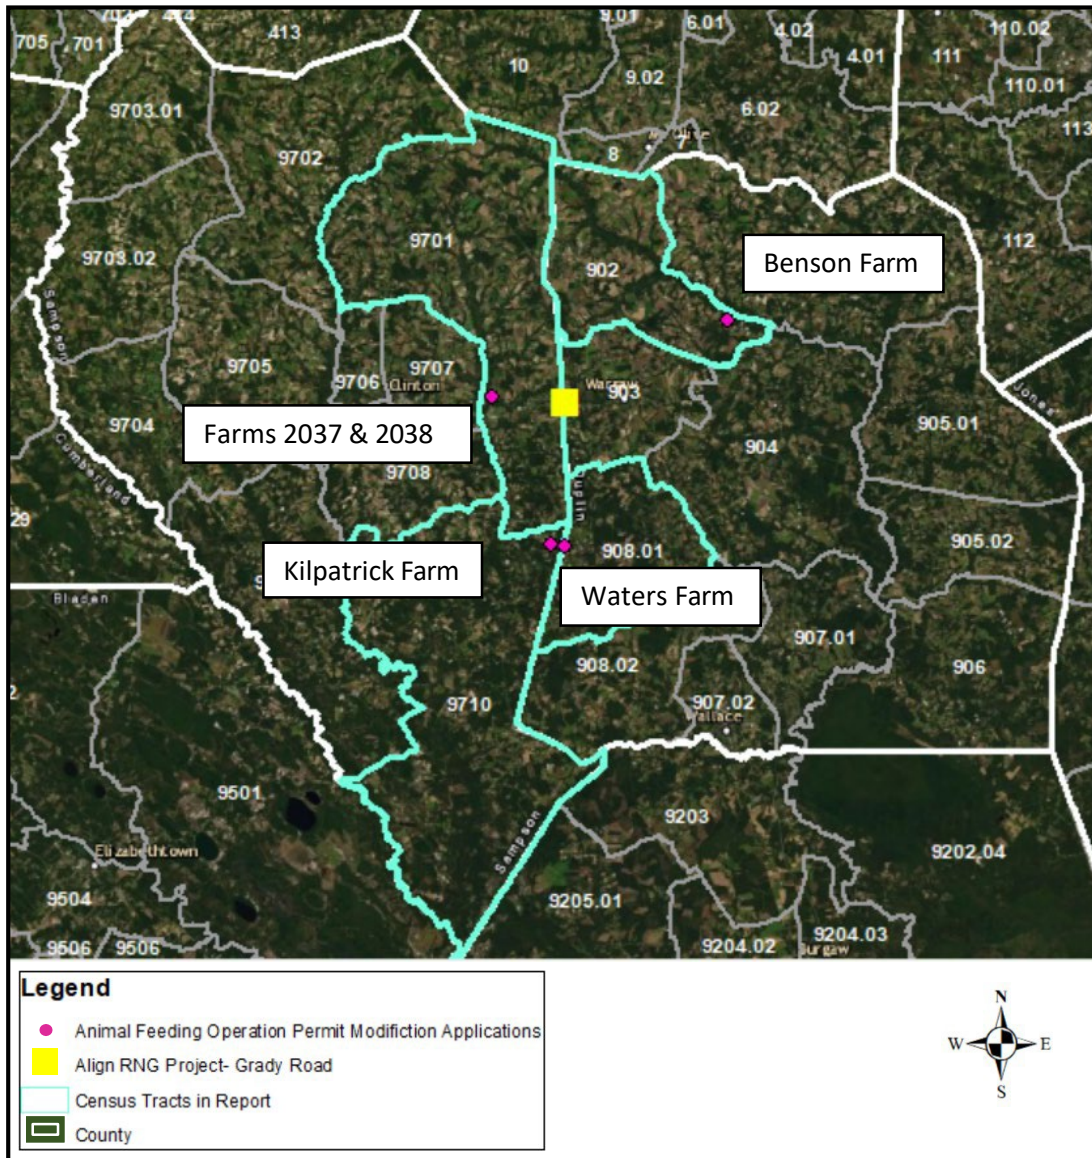 705
701
413
10
9.01
6.01
4.02
4.01
111
110.02
110.01
9.02
6.02
9703.01
9702
8
7
Olive
113
9703.02
9701
902
Benson Farm
112
Sampson
9705
9706
9707
Clinton
Warsaw
903
Jones
9704
Farms 2037 & 2038
9708
904
905.01
Cumberland
29
Duplin
Kilpatrick Farm
908.01
905.02
Waters Farm
Bladen
907.01
908.02
906
9710
907.02
Wallace
9501
Sampson
9203
Elizabethtown
9202.04
9504
9205.01
9506
9506
9204.02
9204.03
Burgaw
Legend
Animal Feeding Operation Permit Modifiction Applications
Align RNG Project- Grady Road
Census Tracts in Report
County
N
W
E
S